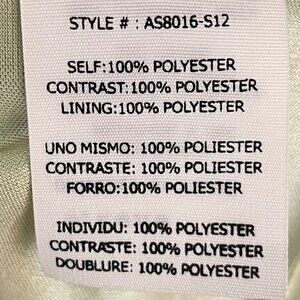 STYLE # : AS8016-S12
SELF:100% POLYESTER
CONTRAST:100% POLYESTER
LINING:100% POLYESTER
UNO MISMO: 100% POLIESTER
CONTRASTE: 100% POLIESTER
FORRO:100% POLIESTER
INDIVIDU: 100% POLYESTER
CONTRASTE: 100% POLYESTER
DOUBLURE: 100% POLYESTER